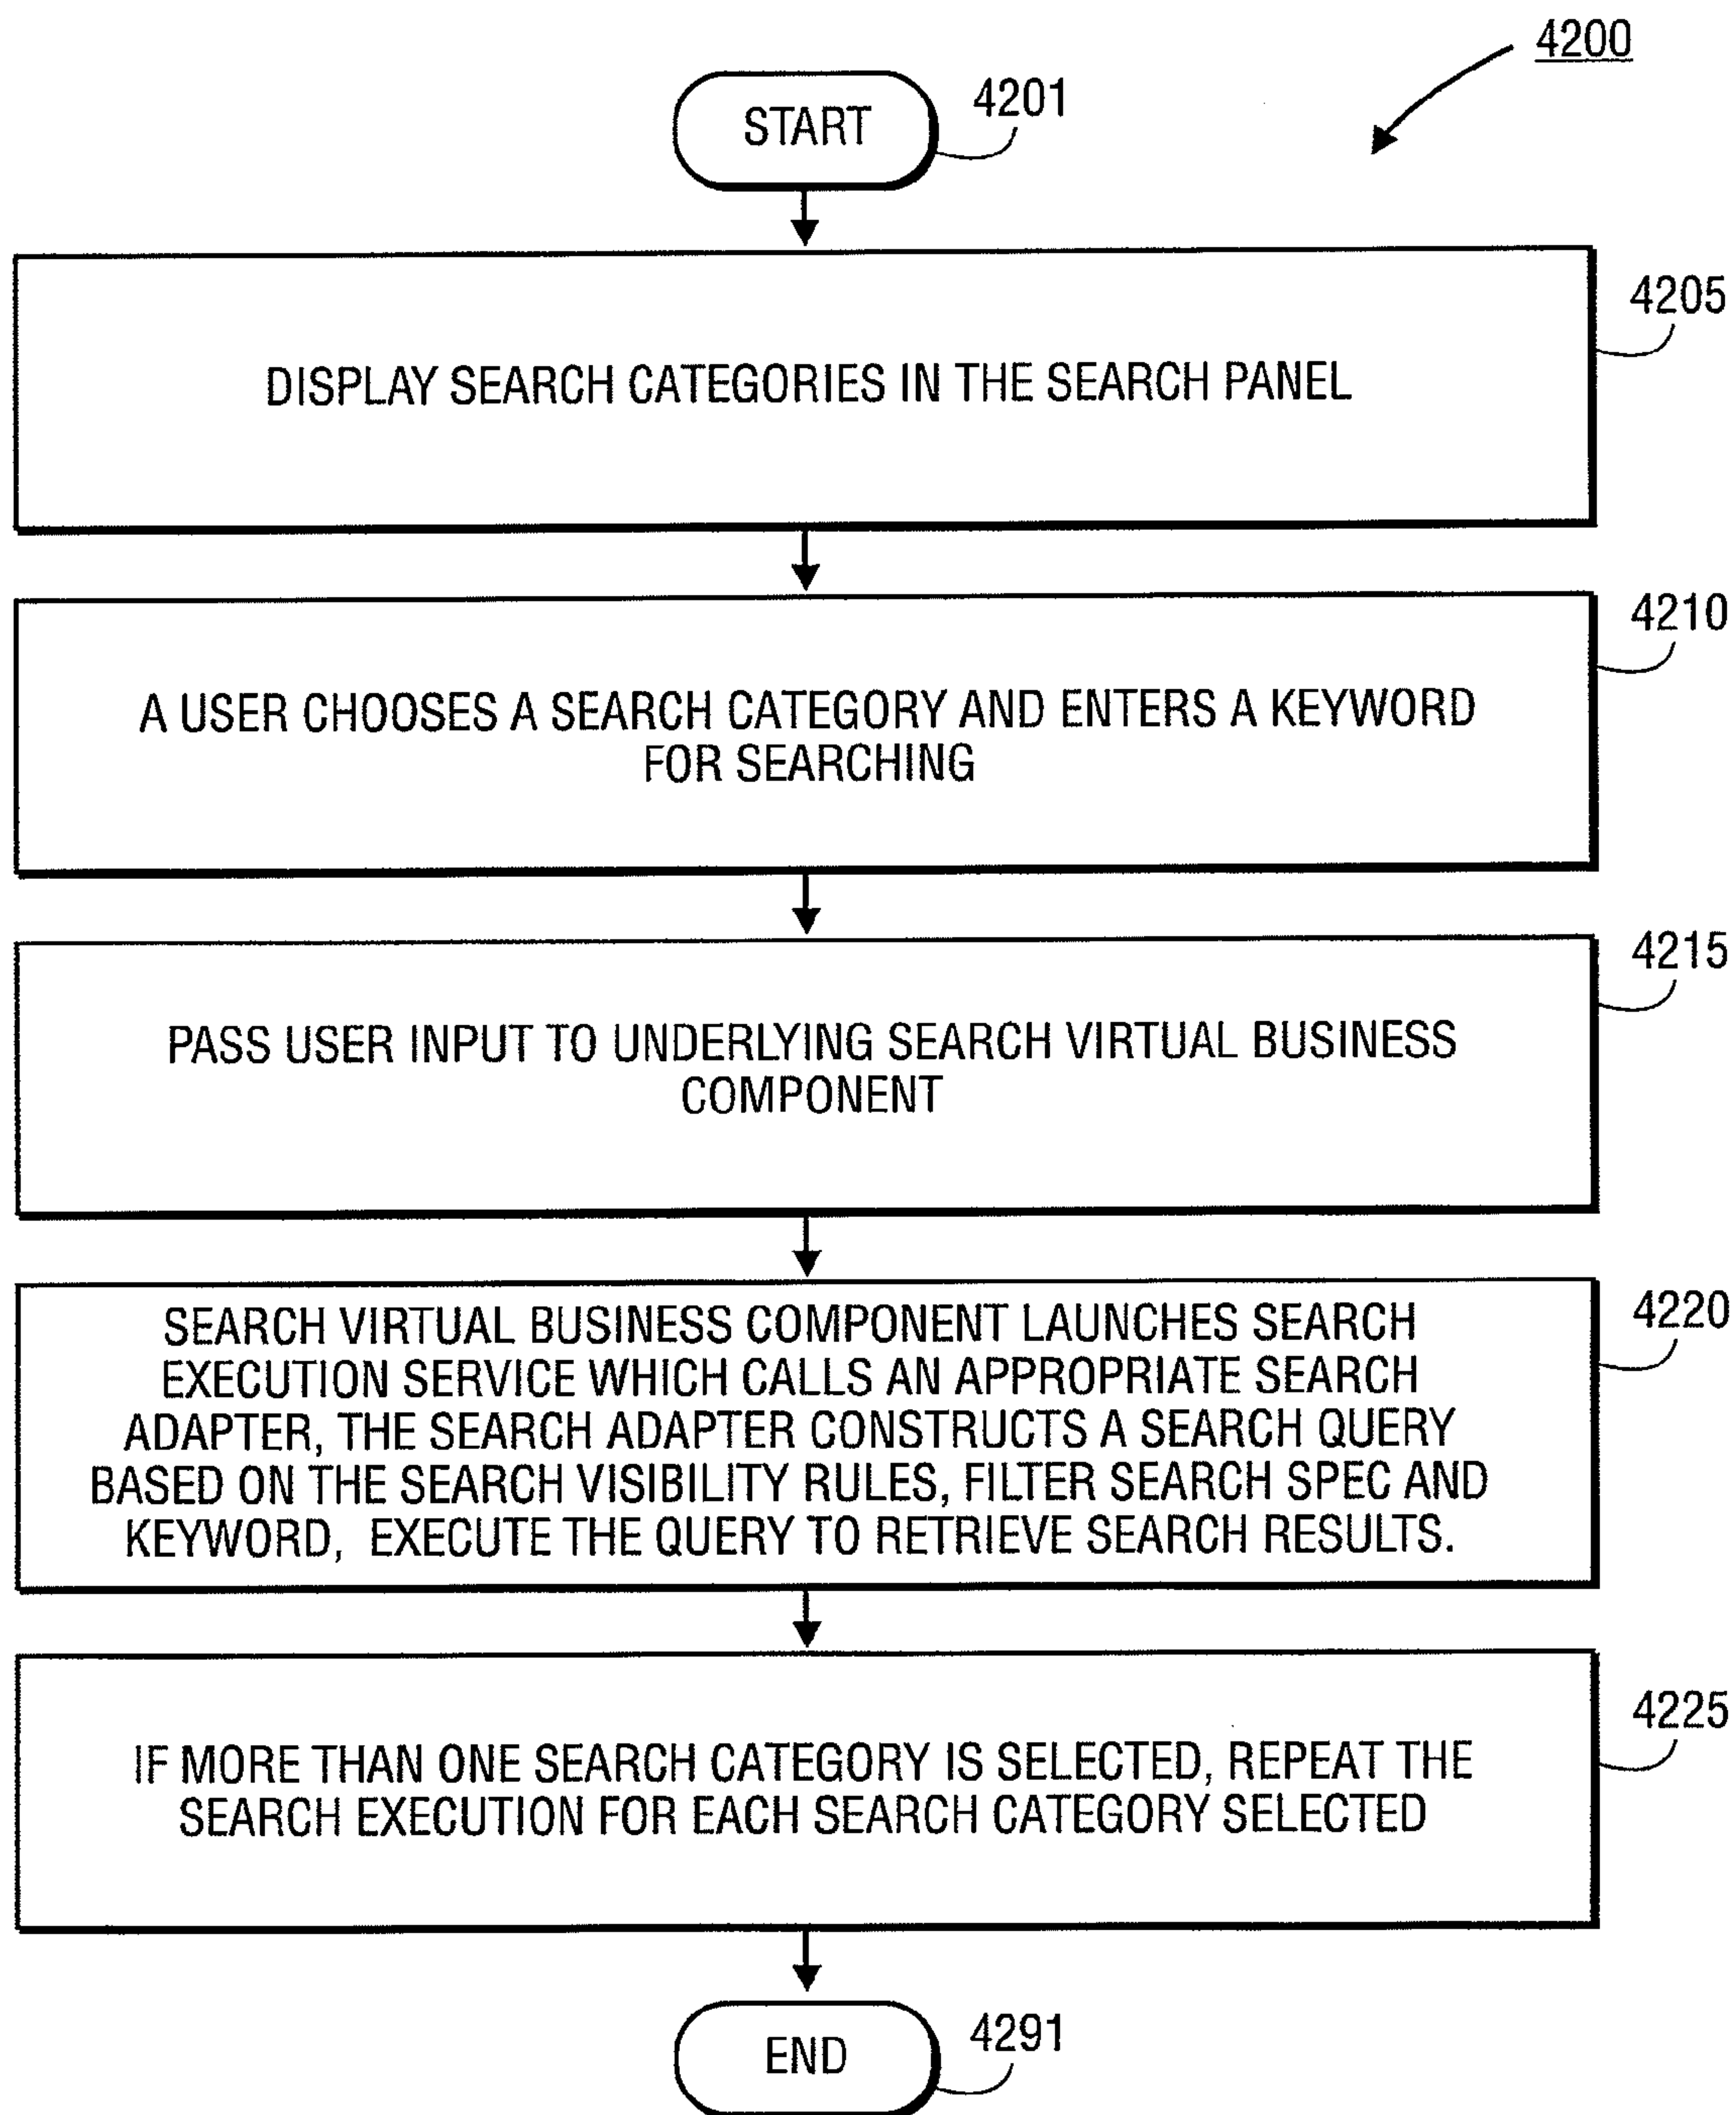 4200
START
4201
DISPLAY SEARCH CATEGORIES IN THE SEARCH PANEL
4205
A USER CHOOSES A SEARCH CATEGORY AND ENTERS A KEYWORD
FOR SEARCHING
4210
PASS USER INPUT TO UNDERLYING SEARCH VIRTUAL BUSINESS
COMPONENT
4215
SEARCH VIRTUAL BUSINESS COMPONENT LAUNCHES SEARCH
EXECUTION SERVICE WHICH CALLS AN APPROPRIATE SEARCH
ADAPTER, THE SEARCH ADAPTER CONSTRUCTS A SEARCH QUERY
BASED ON THE SEARCH VISIBILITY RULES, FILTER SEARCH SPEC AND
KEYWORD, EXECUTE THE QUERY TO RETRIEVE SEARCH RESULTS.
4220
IF MORE THAN ONE SEARCH CATEGORY IS SELECTED, REPEAT THE
SEARCH EXECUTION FOR EACH SEARCH CATEGORY SELECTED
4225
END
4291